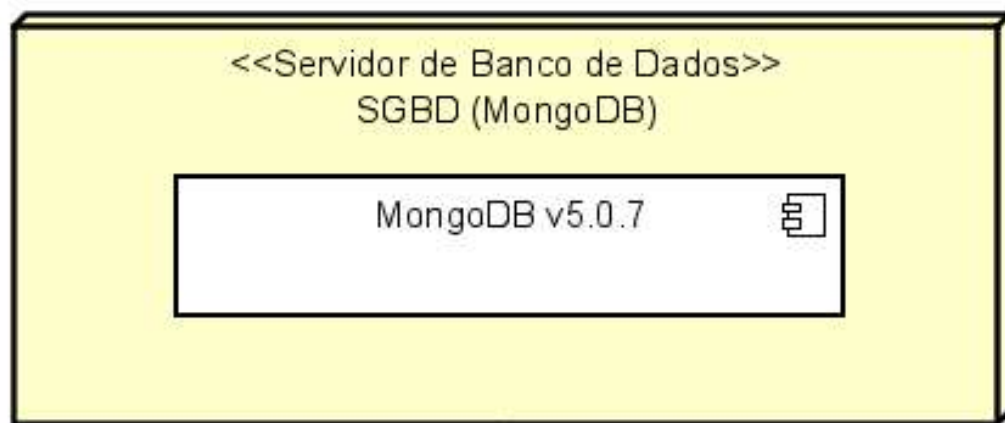 <<Servidor de Banco de Dados>>
SGBD (MongoDB)
MongoDB v5.0.7